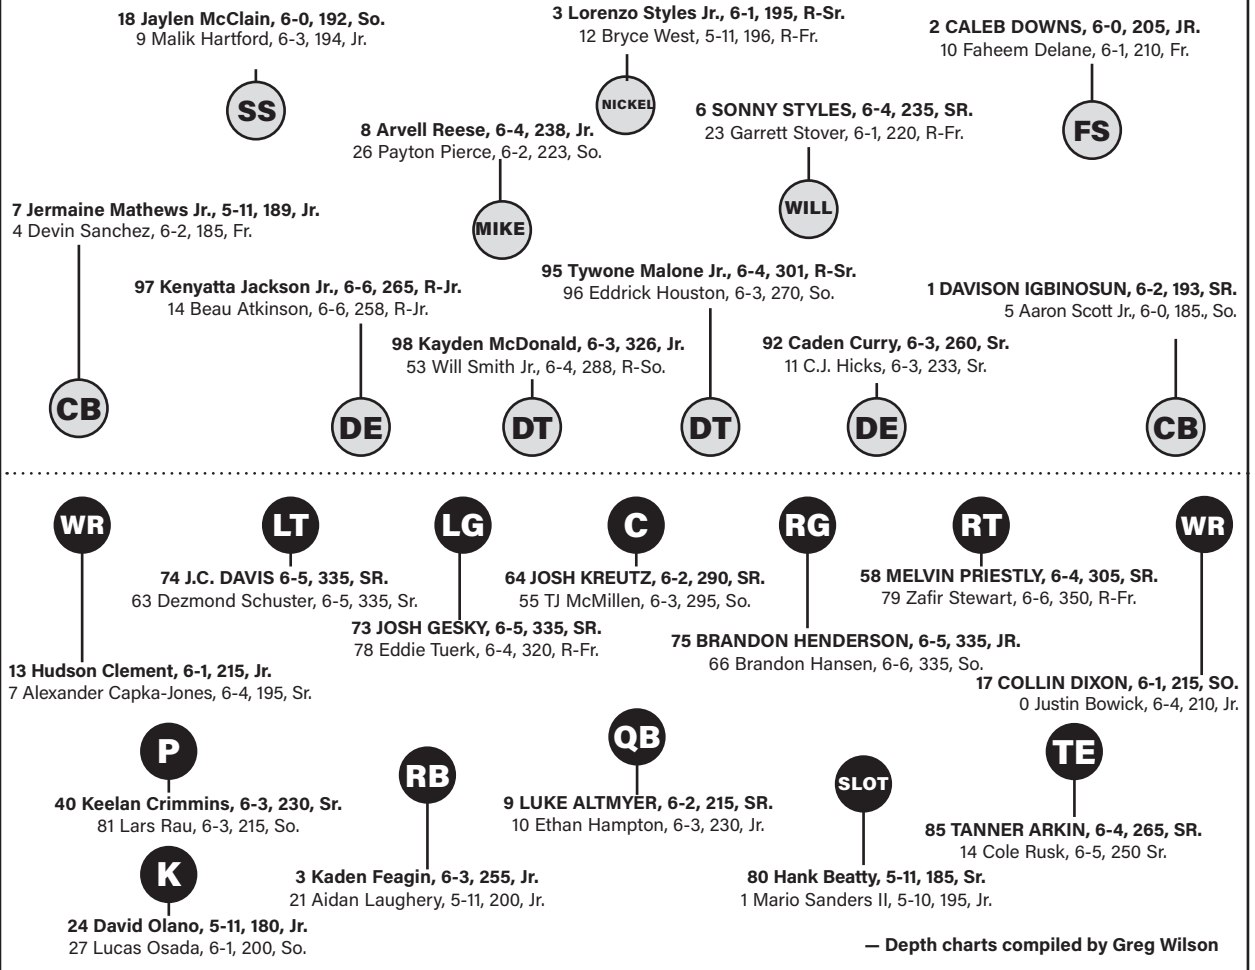 18 Jaylen McClain, 6-0, 192, So.
9 Malik Hartford, 6-3, 194, Jr.
SS
3 Lorenzo Styles Jr., 6-1, 195, R-Sr.
12 Bryce West, 5-11, 196, R-Fr.
NICKEL
2 CALEB DOWNS, 6-0, 205, JR.
10 Faheem Delane, 6-1, 210, Fr.
FS
8 Arvell Reese, 6-4, 238, Jr.
26 Payton Pierce, 6-2, 223, So.
MIKE
6 SONNY STYLES, 6-4, 235, SR.
23 Garrett Stover, 6-1, 220, R-Fr.
WILL
7 Jermaine Mathews Jr., 5-11, 189, Jr.
4 Devin Sanchez, 6-2, 185, Fr.
CB
97 Kenyatta Jackson Jr., 6-6, 265, R-Jr.
14 Beau Atkinson, 6-6, 258, R-Jr.
DE
98 Kayden McDonald, 6-3, 326, Jr.
53 Will Smith Jr., 6-4, 288, R-So.
DT
95 Tywone Malone Jr., 6-4, 301, R-Sr.
96 Eddrick Houston, 6-3, 270, So.
DT
92 Caden Curry, 6-3, 260, Sr.
11 C.J. Hicks, 6-3, 233, Sr.
DE
1 DAVISON IGBINOSUN, 6-2, 193, SR.
5 Aaron Scott Jr., 6-0, 185., So.
CB
WR
13 Hudson Clement, 6-1, 215, Jr.
7 Alexander Capka-Jones, 6-4, 195, Sr.
LT
74 J.C. DAVIS 6-5, 335, SR.
63 Dezmond Schuster, 6-5, 335, Sr.
LG
73 JOSH GESKY, 6-5, 335, SR.
78 Eddie Tuerk, 6-4, 320, R-Fr.
C
64 JOSH KREUTZ, 6-2, 290, SR.
55 TJ McMillen, 6-3, 295, So.
RG
75 BRANDON HENDERSON, 6-5, 335, JR.
66 Brandon Hansen, 6-6, 335, So.
RT
58 MELVIN PRIESTLY, 6-4, 305, SR.
79 Zafir Stewart, 6-6, 350, R-Fr.
WR
17 COLLIN DIXON, 6-1, 215, SO.
0 Justin Bowick, 6-4, 210, Jr.
P
40 Keelan Crimmins, 6-3, 230, Sr.
81 Lars Rau, 6-3, 215, So.
K
24 David Olano, 5-11, 180, Jr.
27 Lucas Osada, 6-1, 200, So.
RB
3 Kaden Feagin, 6-3, 255, Jr.
21 Aidan Laughery, 5-11, 200, Jr.
QB
9 LUKE ALTMYER, 6-2, 215, SR.
10 Ethan Hampton, 6-3, 230, Jr.
SLOT
80 Hank Beatty, 5-11, 185, Sr.
1 Mario Sanders II, 5-10, 195, Jr.
TE
85 TANNER ARKIN, 6-4, 265, SR.
14 Cole Rusk, 6-5, 250 Sr.
— Depth charts compiled by Greg Wilson